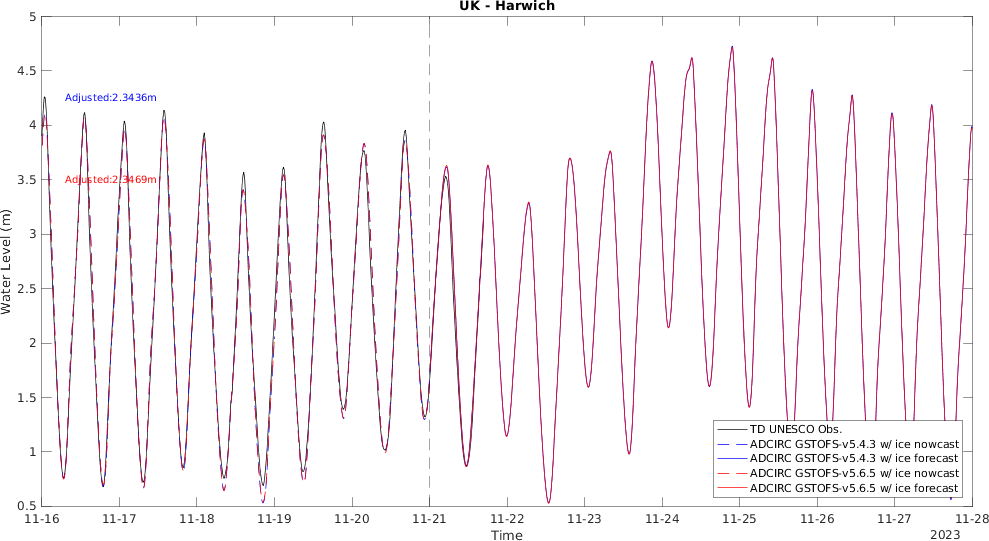 UK - Harwich
5
4.5
4
3.5
3
2.5
2
1.5
1
0.5
Water Level (m)
Adjusted:2.3436m
Adjusted:2.3469m
TD UNESCO Obs.
ADCIRC GSTOFS-v5.4.3 w/ ice nowcast
ADCIRC GSTOFS-v5.4.3 w/ ice forecast
ADCIRC GSTOFS-v5.6.5 w/ ice nowcast
ADCIRC GSTOFS-v5.6.5 w/ ice forecast
11-16 11-17 11-18 11-19 11-20 11-21 11-22 11-23 11-24 11-25 11-26 11-27 11-28
Time
2023